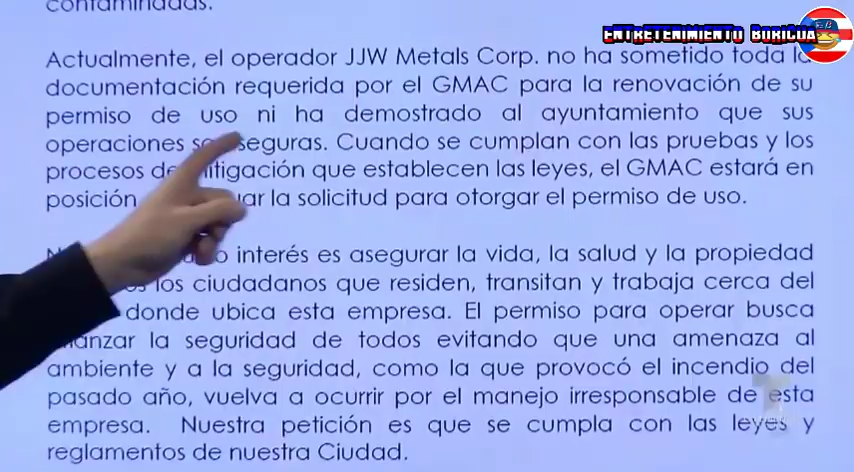 contaminadas.
ENTRETENIMIENTO BORICUA
Actualmente, el operador JJW Metals Corp. no ha sometido toda la
documentación requerida por el GMAC para la renovación de su
permiso de uso ni ha demostrado al ayuntamiento que sus
operaciones seguras. Cuando se cumplan con las pruebas y los
procesos de mitigación que establecen las leyes, el GMAC estará en
posición la solicitud para otorgar el permiso de uso.
interés es asegurar la vida, la salud y la propiedad
los ciudadanos que residen, transitan y trabaja cerca del
donde ubica esta empresa. El permiso para operar busca
la seguridad de todos evitando que una amenaza al
ambiente y a la seguridad, como la que provocó el incendio del
pasado año, vuelva a ocurrir por el manejo irresponsable de esta
empresa. Nuestra petición es que se cumpla con las leyes y
reglamentos de nuestra Ciudad.